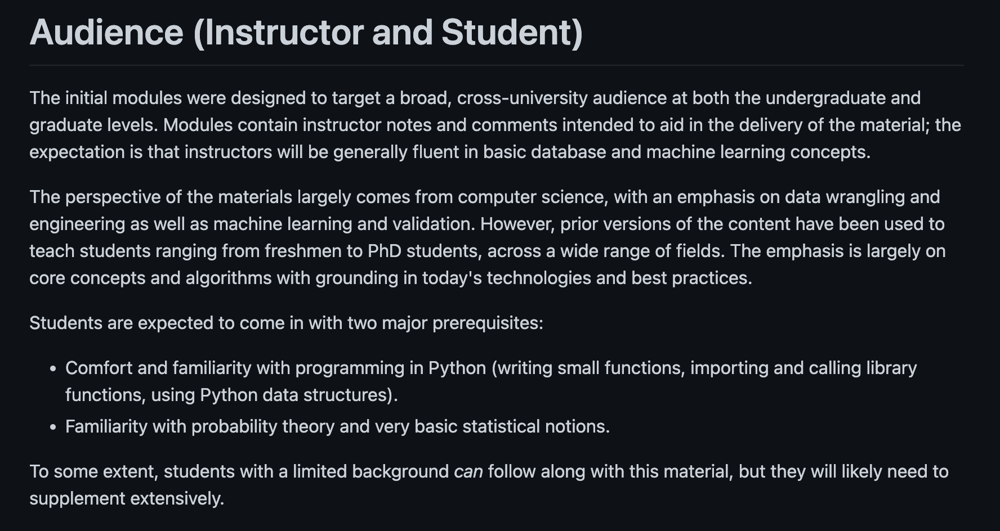 Audience (Instructor and Student)
The initial modules were designed to target a broad, cross-university audience at both the undergraduate and
graduate levels. Modules contain instructor notes and comments intended to aid in the delivery of the material; the
expectation is that instructors will be generally fluent in basic database and machine learning concepts.
The perspective of the materials largely comes from computer science, with an emphasis on data wrangling and
engineering as well as machine learning and validation. However, prior versions of the content have been used to
teach students ranging from freshmen to PhD students, across a wide range of fields. The emphasis is largely on
core concepts and algorithms with grounding in today's technologies and best practices.
Students are expected to come in with two major prerequisites:
• Comfort and familiarity with programming in Python (writing small functions, importing and calling library
functions, using Python data structures).
• Familiarity with probability theory and very basic statistical notions.
To some extent, students with a limited background can follow along with this material, but they will likely need to
supplement extensively.